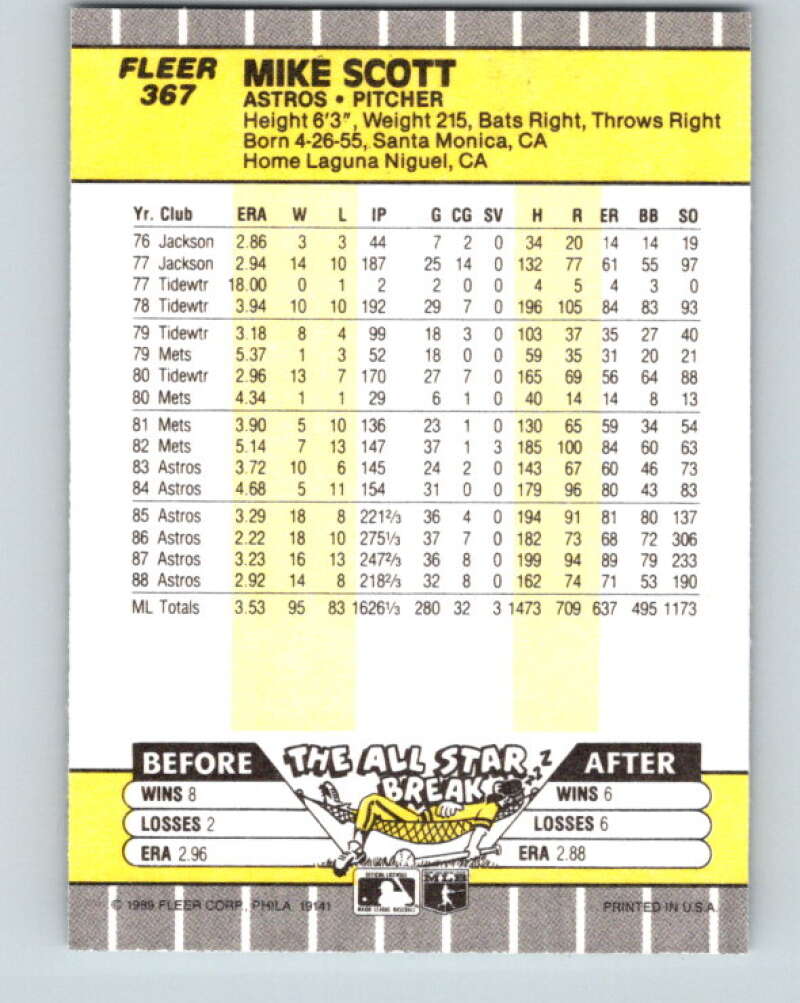 FLEER
367
MIKE SCOTT
ASTROS • PITCHER
Height 6'3", Weight 215, Bats Right, Throws Right
Born 4-26-55, Santa Monica, CA
Home Laguna Niguel, CA
Yr. Club ERA W L IP G CG SV H R ER BB SO
76 Jackson 2.86 3 3 44 7 2 0 34 20 14 14 19
77 Jackson 2.94 14 10 187 25 14 0 132 77 61 55 97
77 Tidewtr 18.00 0 1 2 2 0 0 4 5 4 3 0
78 Tidewtr 3.94 10 10 192 29 7 0 196 105 84 83 93
79 Tidewtr 3.18 8 4 99 18 3 0 103 37 35 27 40
79 Mets 5.37 1 3 52 18 0 0 59 35 31 20 21
80 Tidewtr 2.96 13 7 170 27 7 0 165 69 56 64 88
80 Mets 4.34 1 1 29 6 1 0 40 14 14 8 13
81 Mets 3.90 5 10 136 23 1 0 130 65 59 34 54
82 Mets 5.14 7 13 147 37 1 3 185 100 84 60 63
83 Astros 3.72 10 6 145 24 2 0 143 67 60 46 73
84 Astros 4.68 5 11 154 31 0 0 179 96 80 43 83
85 Astros 3.29 18 8 221⅔ 36 4 0 194 91 81 80 137
86 Astros 2.22 18 10 275⅓ 37 7 0 182 73 68 72 306
87 Astros 3.23 16 13 247⅔ 36 8 0 199 94 89 79 233
88 Astros 2.92 14 8 218⅔ 32 8 0 162 74 71 53 190
ML Totals 3.53 95 83 1626⅓ 280 32 3 1473 709 637 495 1173
BEFORE THE ALL STAR BREAK ZZZZ AFTER
WINS 8 WINS 6
LOSSES 2 LOSSES 6
ERA 2.96 ERA 2.88
OFFICIAL LICENSEE
MAJOR LEAGUE BASEBALL
MLB
© 1989 FLEER CORP., PHILA. 19141 PRINTED IN U.S.A.